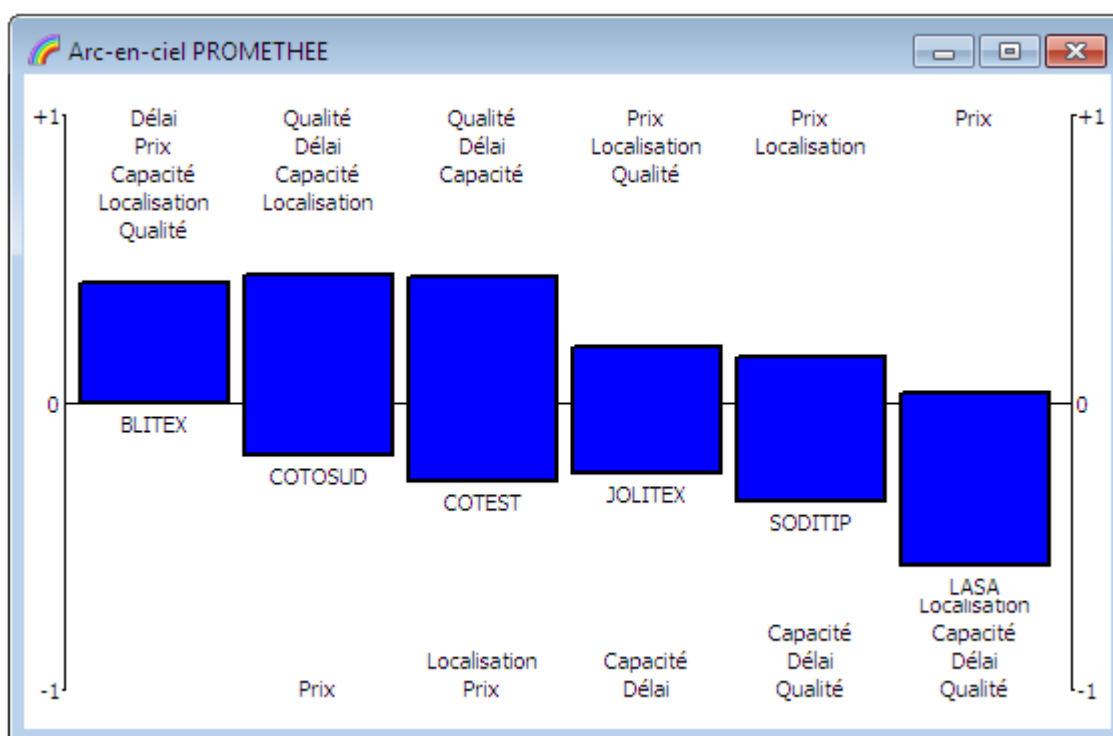 Arc-en-ciel PROMETHEE
+1 Délai Qualité Qualité Prix Prix Prix +1
Prix Délai Délai Localisation Localisation
Capacité Capacité Capacité Qualité
Localisation Localisation
Qualité
0 0
BLITEX
COTOSUD
COTEST
JOLITEX
SODITIP
LASA
Localisation
Capacité Capacité
Localisation Capacité Délai Délai
-1 Prix Prix Délai Qualité Qualité -1